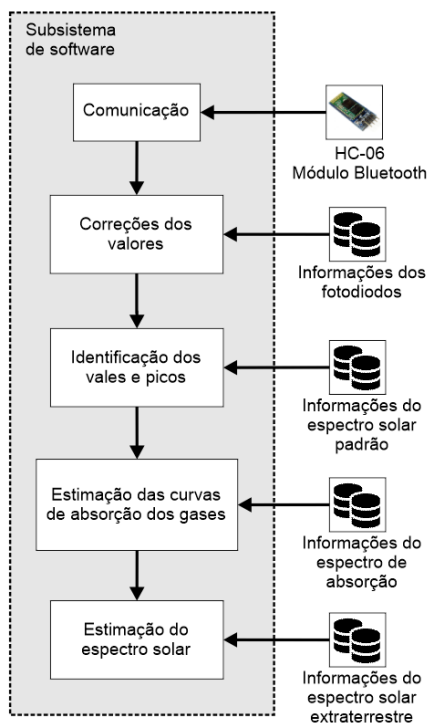 Subsistema
de software
Comunicação
HC-06
Módulo Bluetooth
Correções dos
valores
Informações dos
fotodiodos
Identificação dos
vales e picos
Informações do
espectro solar
padrão
Estimação das curvas
de absorção dos gases
Informações do
espectro de
absorção
Estimação do
espectro solar
Informações do
espectro solar
extraterrestre